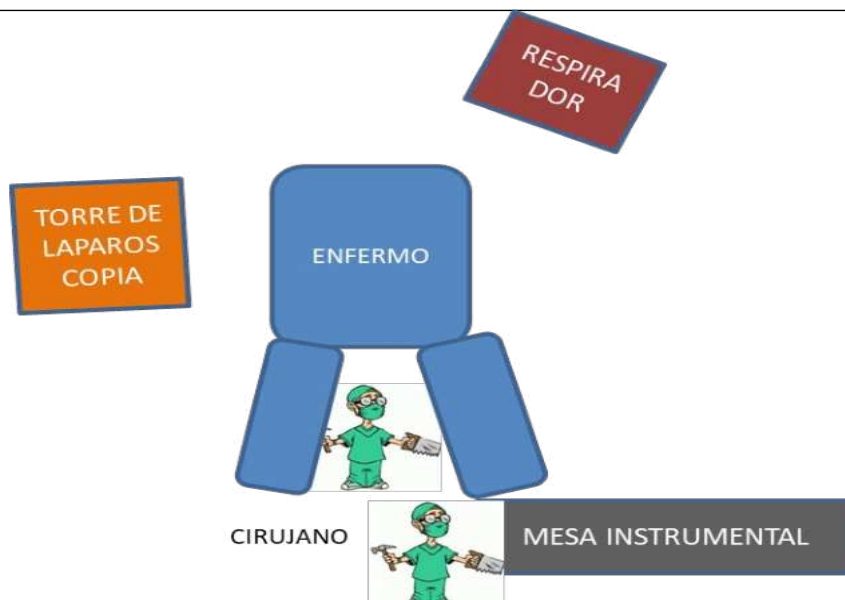 RESPIRA
DOR
TORRE DE
LAPAROS
COPIA
ENFERMO
CIRUJANO
MESA INSTRUMENTAL